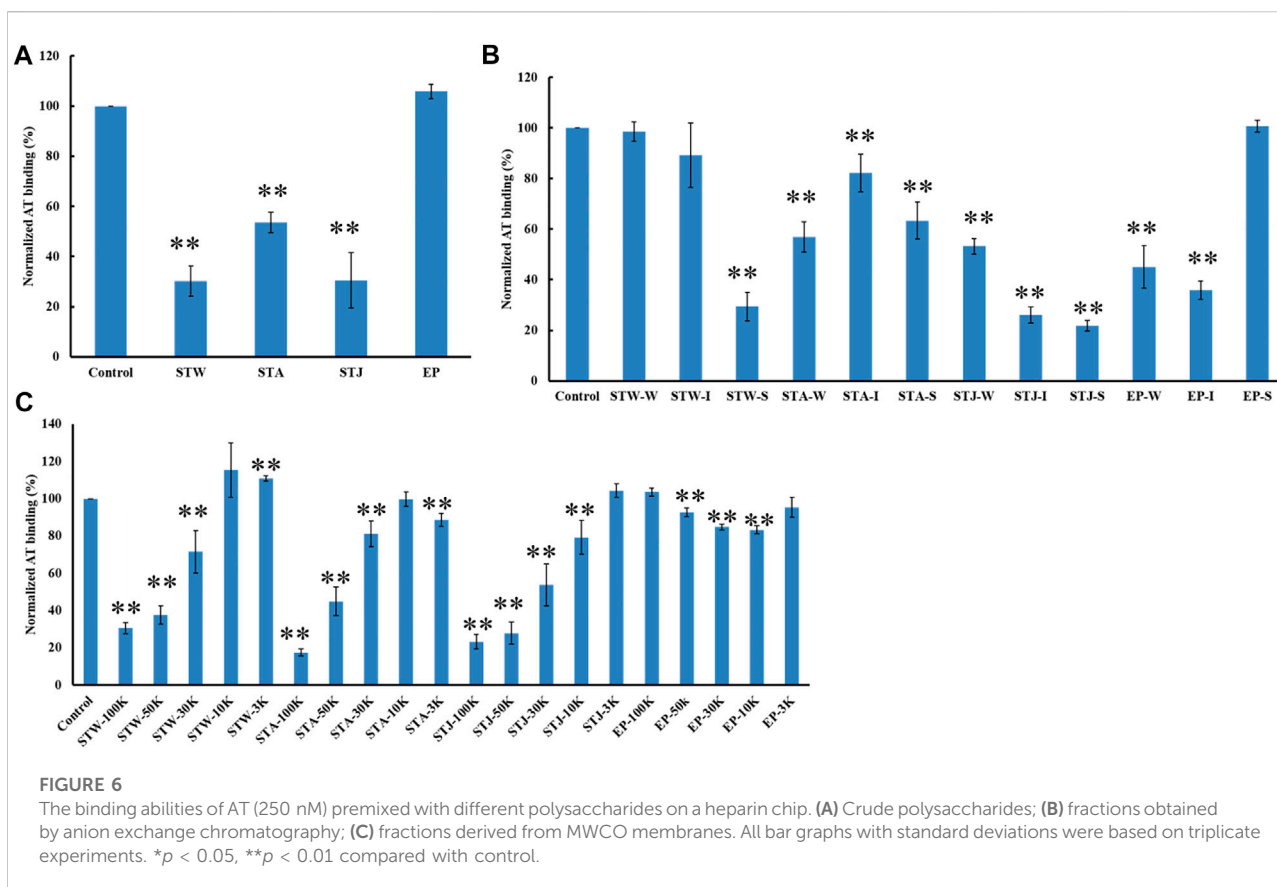 A
Normalized AT binding (%)
120
100
80
60
40
20
0
** ** **
Control STW STA STJ EP
B
Normalized AT binding (%)
120
100
80
60
40
20
0
** ** ** ** ** ** ** ** **
Control STW-W STW-I STW-S STA-W STA-I STA-S STJ-W STJ-I STJ-S EP-W EP-I EP-S
C
Normalized AT binding (%)
140
120
100
80
60
40
20
0
** ** ** ** ** ** ** ** ** ** ** ** ** ** **
Control STW-100K STW-50K STW-30K STW-10K STW-3K STA-100K STA-50K STA-30K STA-10K STA-3K STJ-100K STJ-50K STJ-30K STJ-10K STJ-3K EP-100K EP-50k EP-30K EP-10K EP-3K
FIGURE 6
The binding abilities of AT (250 nM) premixed with different polysaccharides on a heparin chip. (A) Crude polysaccharides; (B) fractions obtained
by anion exchange chromatography; (C) fractions derived from MWCO membranes. All bar graphs with standard deviations were based on triplicate
experiments. *p < 0.05, **p < 0.01 compared with control.